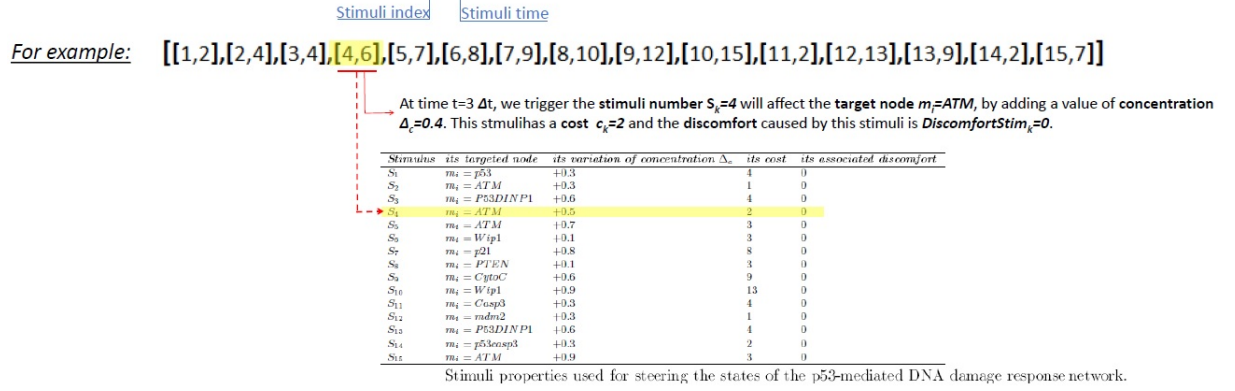 Stimuli index Stimuli time
For example: [[1,2],[2,4],[3,4],[4,6],[5,7],[6,8],[7,9],[8,10],[9,12],[10,15],[11,2],[12,13],[13,9],[14,2],[15,7]]
At time t=3 Δt, we trigger the stimuli number Sk=4 will affect the target node mi=ATM, by adding a value of concentration
Δc=0.4. This stmulihas a cost ck=2 and the discomfort caused by this stimuli is DiscomfortStimk=0.
Stimulus its targeted node its variation of concentration Δc its cost its associated discomfort
S1 mi = p53 +0.3 4 0
S2 mi = ATM +0.3 1 0
S3 mi = P53DINP1 +0.6 4 0
S4 mi = ATM +0.5 2 0
S5 mi = ATM +0.7 3 0
S6 mi = Wip1 +0.1 3 0
S7 mi = p21 +0.8 8 0
S8 mi = PTEN +0.1 3 0
S9 mi = CytoC +0.6 9 0
S10 mi = Wip1 +0.9 13 0
S11 mi = Casp3 +0.3 4 0
S12 mi = mdm2 +0.3 1 0
S13 mi = P53DINP1 +0.6 4 0
S14 mi = p53casp3 +0.3 2 0
S15 mi = ATM +0.9 3 0
Stimuli properties used for steering the states of the p53-mediated DNA damage response network.